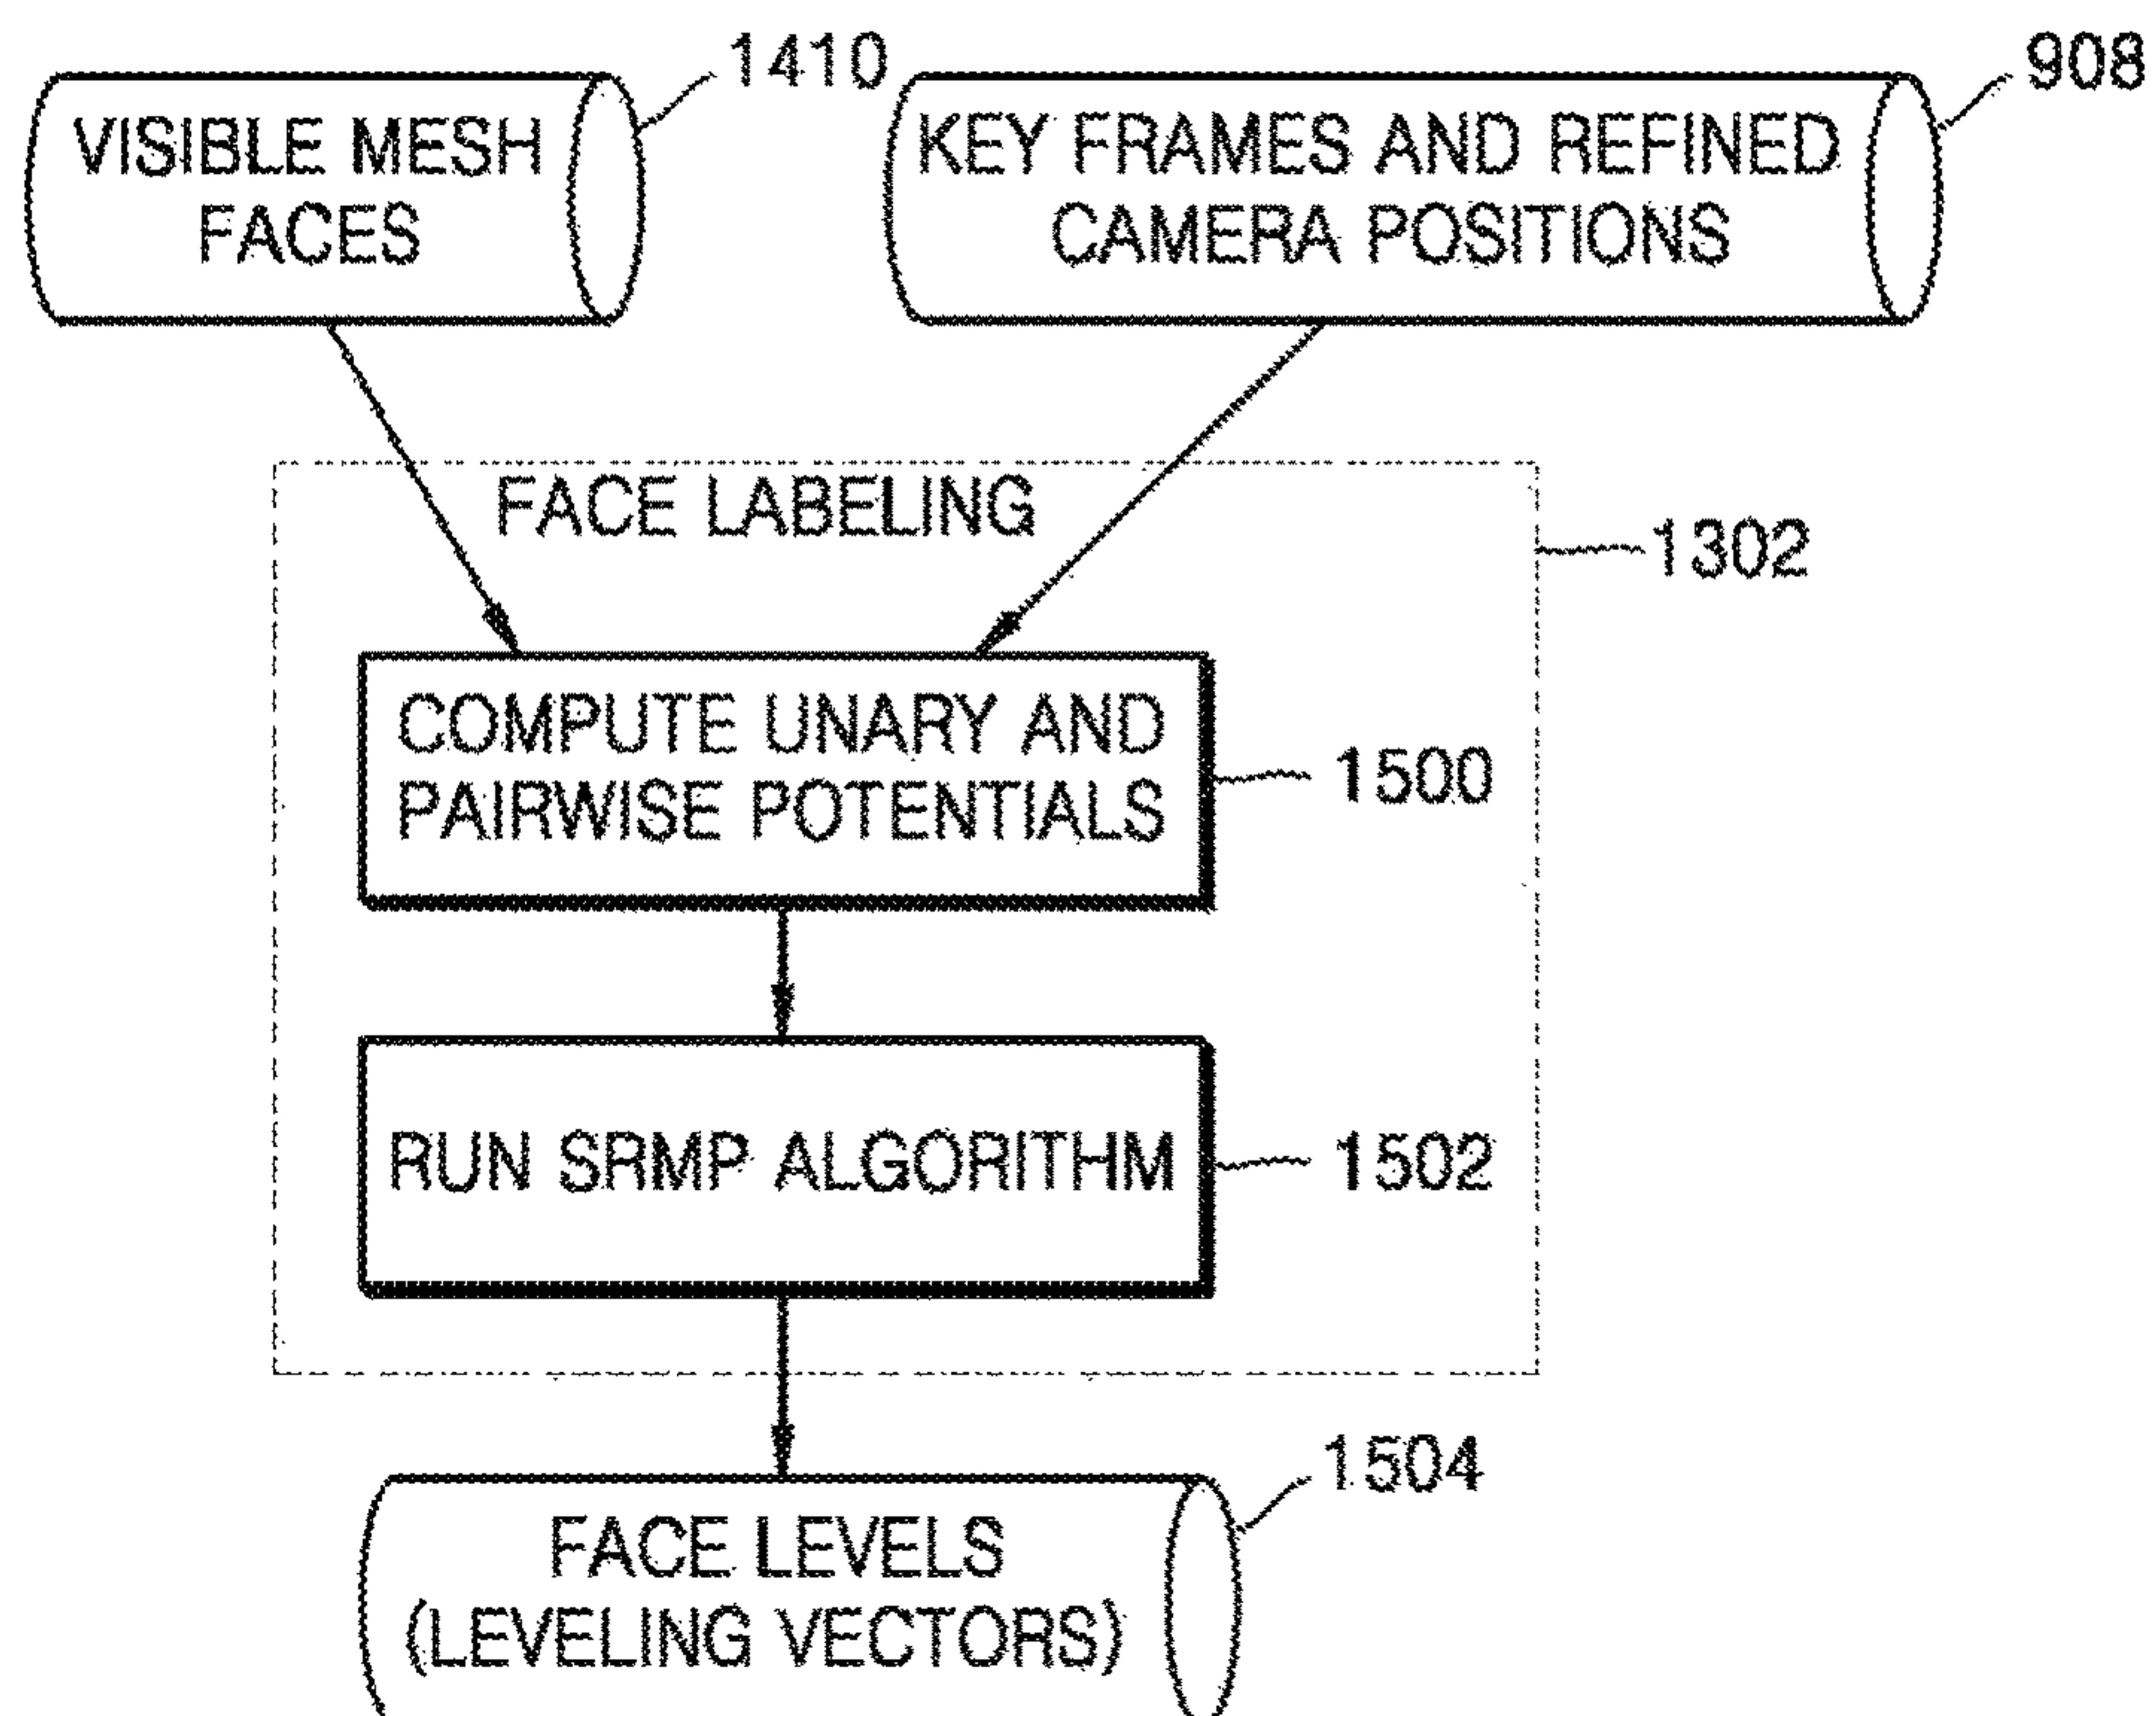 1410
908
VISIBLE MESH
FACES
KEY FRAMES AND REFINED
CAMERA POSITIONS
FACE LABELING
1302
COMPUTE UNARY AND
PAIRWISE POTENTIALS
1500
RUN SRMP ALGORITHM
1502
1504
FACE LEVELS
(LEVELING VECTORS)